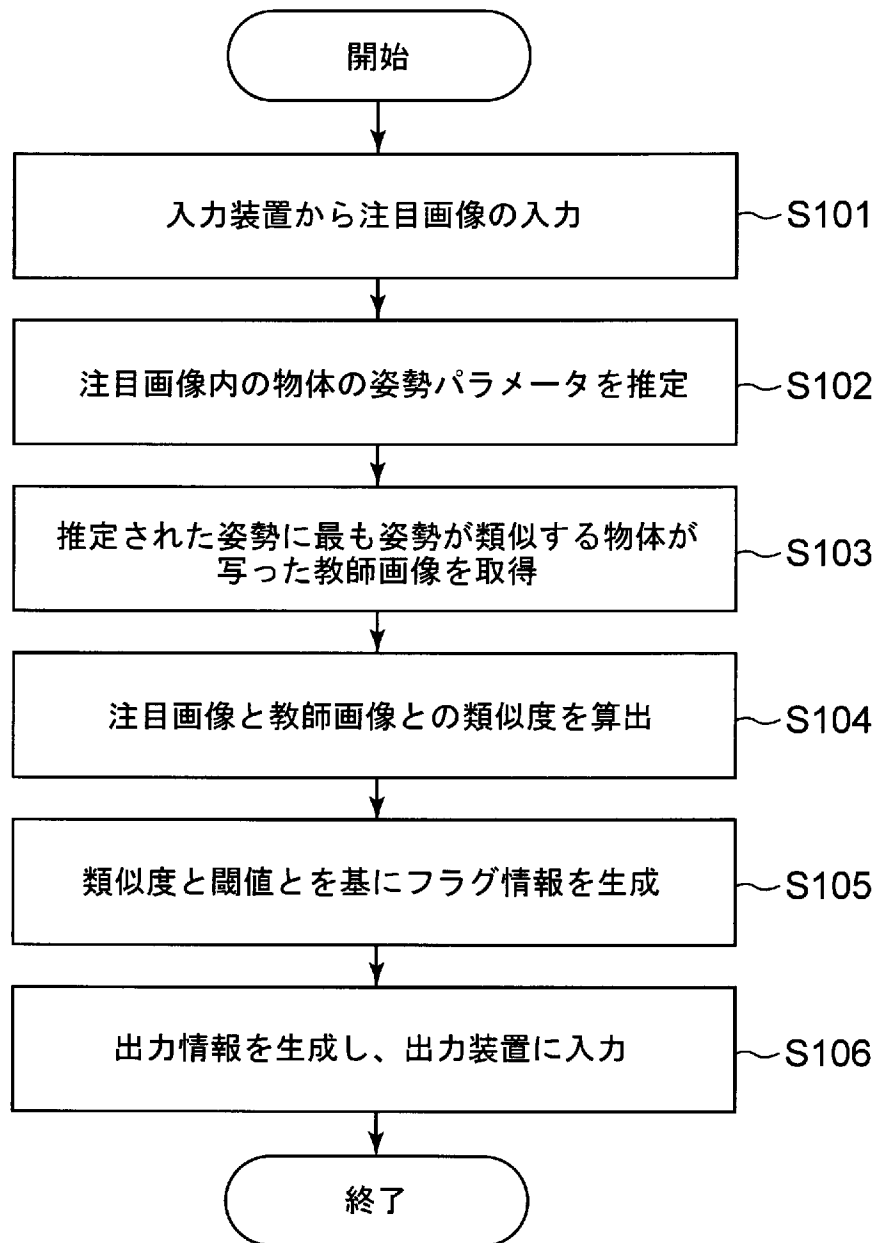 開始
入力装置から注目画像の入力
S101
注目画像内の物体の姿勢パラメータを推定
S102
推定された姿勢に最も姿勢が類似する物体が
写った教師画像を取得
S103
注目画像と教師画像との類似度を算出
S104
類似度と閾値とを基にフラグ情報を生成
S105
出力情報を生成し、出力装置に入力
S106
終了